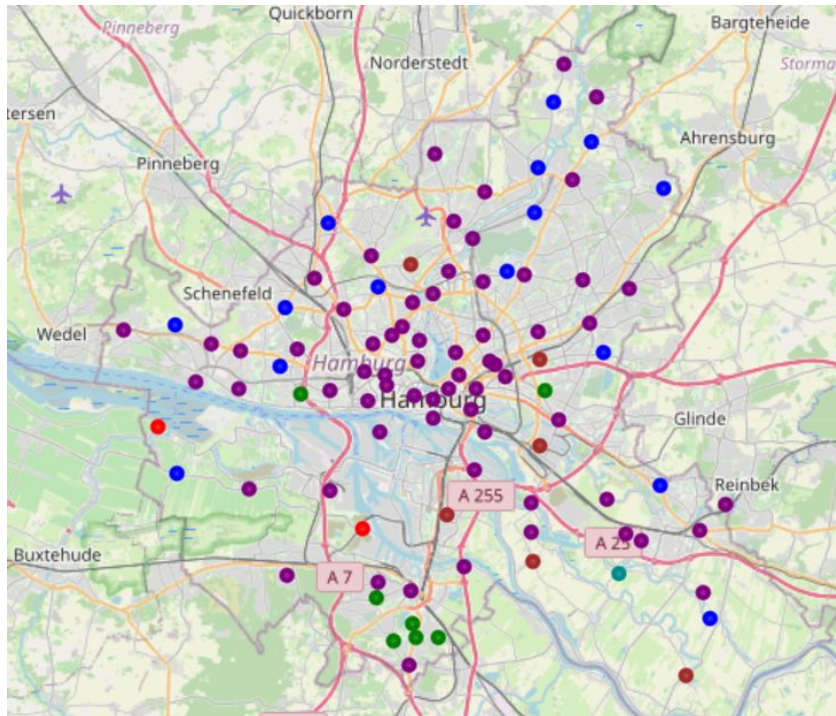 Quickborn
Pinneberg
Bargteheide
Norderstedt
Storma
tersen
Ahrensburg
Pinneberg
Schenefeld
Wedel
Hamburg
Hamburg
Glinde
Reinbek
A 255
A 25
Buxtehude
A 7